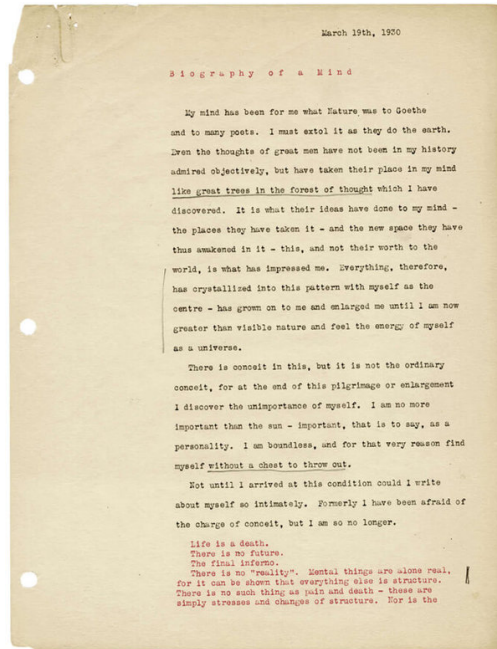 March 19th, 1930
Biography of a Mind
My mind has been for me what Nature was to Goethe
and to many poets. I must extol it as they do the earth.
Even the thoughts of great men have not been in my history
admired objectively, but have taken their place in my mind
like great trees in the forest of thought which I have
discovered. It is what their ideas have done to my mind -
the places they have taken it - and the new space they have
thus awakened in it - this, and not their worth to the
world, is what has impressed me. Everything, therefore,
has crystallized into this pattern with myself as the
centre - has grown on to me and enlarged me until I am now
greater than visible nature and feel the energy of myself
as a universe.
There is conceit in this, but it is not the ordinary
conceit, for at the end of this pilgrimage or enlargement
I discover the unimportance of myself. I am no more
important than the sun - important, that is to say, as a
personality. I am boundless, and for that very reason find
myself without a chest to throw out.
Not until I arrived at this condition could I write
about myself so intimately. Formerly I have been afraid of
the charge of conceit, but I am so no longer.
Life is a death.
There is no future.
The final inferno.
There is no "reality". Mental things are alone real,
for it can be shown that everything else is structure.
There is no such thing as pain and death - these are
simply stresses and changes of structure. Nor is the